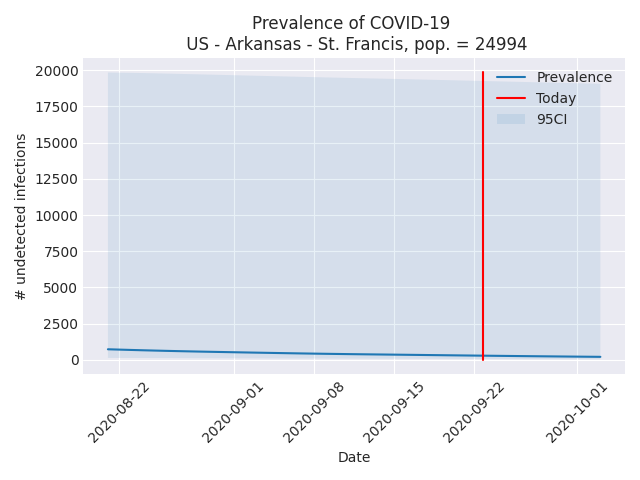 Prevalence of COVID-19
US - Arkansas - St. Francis, pop. = 24994
Prevalence
Today
95CI
# undetected infections
20000
17500
15000
12500
10000
7500
5000
2500
0
2020-08-22
2020-09-01
2020-09-08
2020-09-15
2020-09-22
2020-10-01
Date